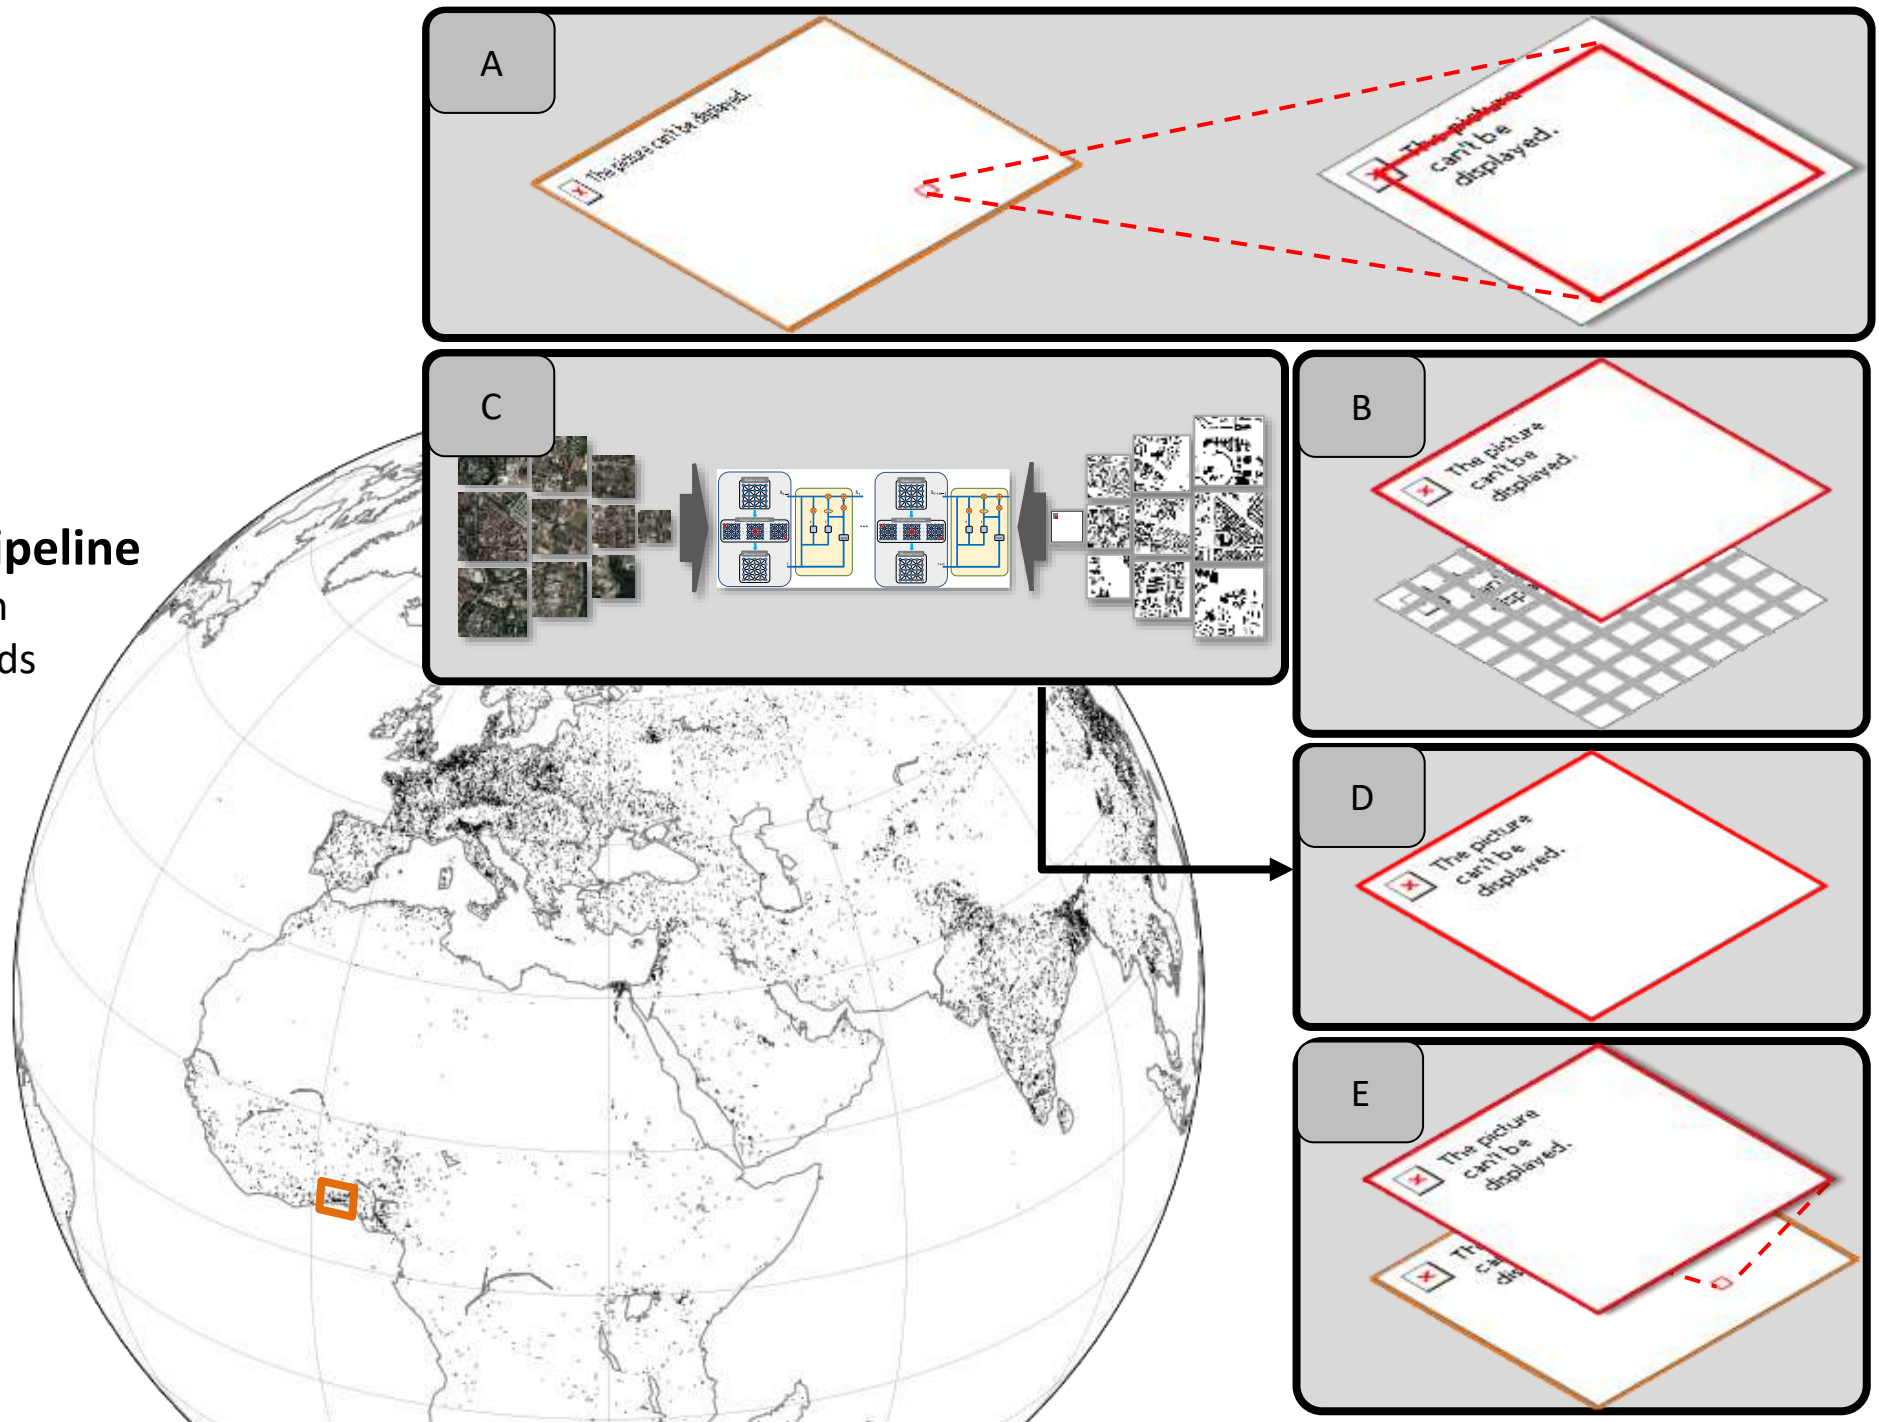 A
The picture can't be displayed.
The picture
can't be
displayed.
C
B
The picture
can't be
displayed.
ipeline
n
ds
D
The picture
can't be
displayed.
E
The picture
can't be
displayed.